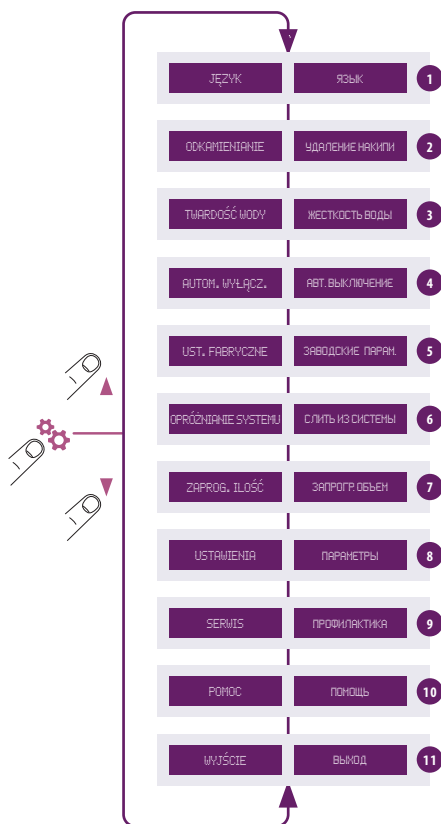 JĘZYK ЯЗЫК 1
ODKAMIENIANIE УДАЛЕНИЕ НАКИПИ 2
TWARDOŚĆ WODY ЖЕСТКОСТЬ ВОДЫ 3
AUTOM. WYŁĄCZ. АВТ. ВЫКЛЮЧЕНИЕ 4
UST. FABRYCZNE ЗАВОДСКИЕ ПАРАМ. 5
OPRÓŻNIANIE SYSTEMU СЛИТЬ ИЗ СИСТЕМЫ 6
ZAPROG. ILOŚĆ ЗАПРОГР. ОБЪЕМ 7
USTAWIENIA ПАРАМЕТРЫ 8
SERWIS ПРОФИЛАКТИКА 9
POMOC ПОМОЩЬ 10
WYJŚCIE ВЫХОД 11